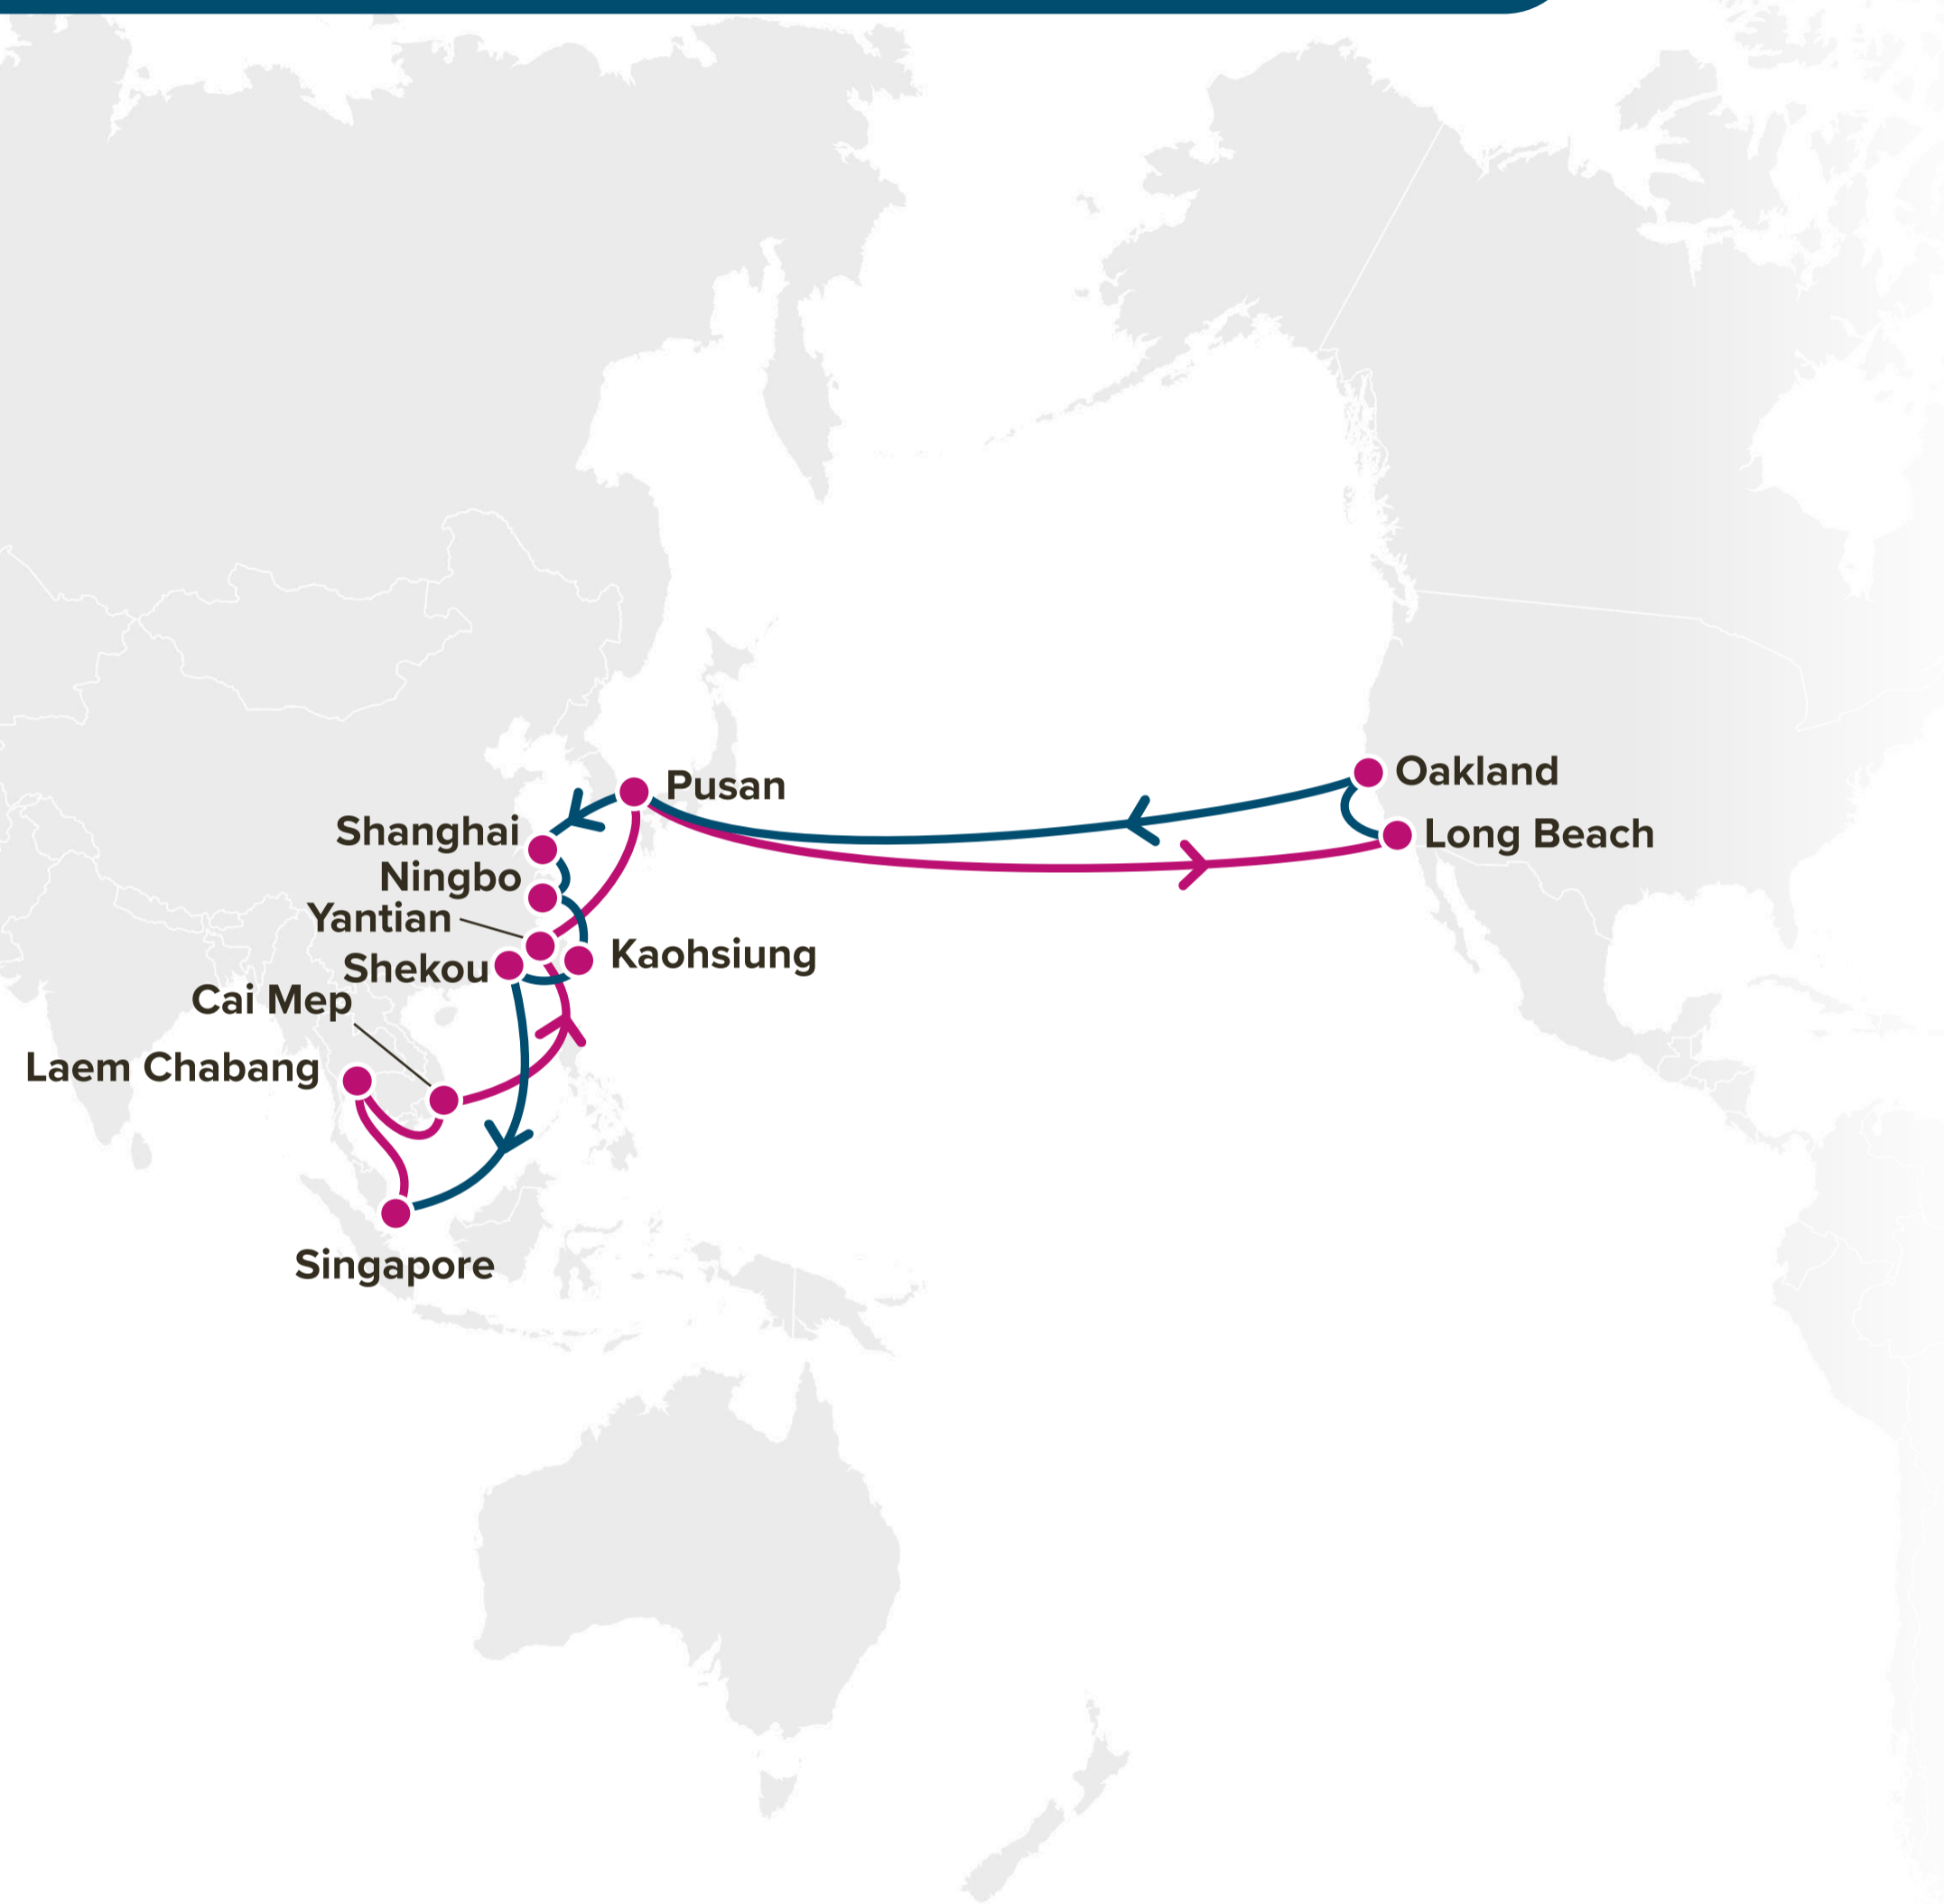 Oakland
Pusan
Long Beach
Shanghai
Ningbo
Yantian
Kaohsiung
Shekou
Cai Mep
Laem Chabang
Singapore